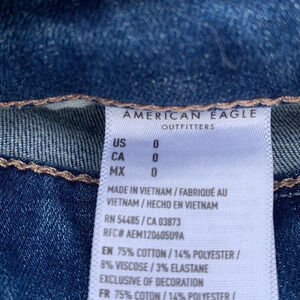 AMERICAN EAGLE
OUTFITTERS
US 0
CA 0
MX 0
MADE IN VIETNAM / FABRIQUÉ AU
VIETNAM / HECHO EN VIETNAM
RN 54485 / CA 03873
RFC# AEM120605U9A
EN 75% COTTON / 14% POLYESTER /
8% VISCOSE / 3% ELASTANE
EXCLUSIVE OF DECORATION
FR 75% COTON / 14% POLYESTER /